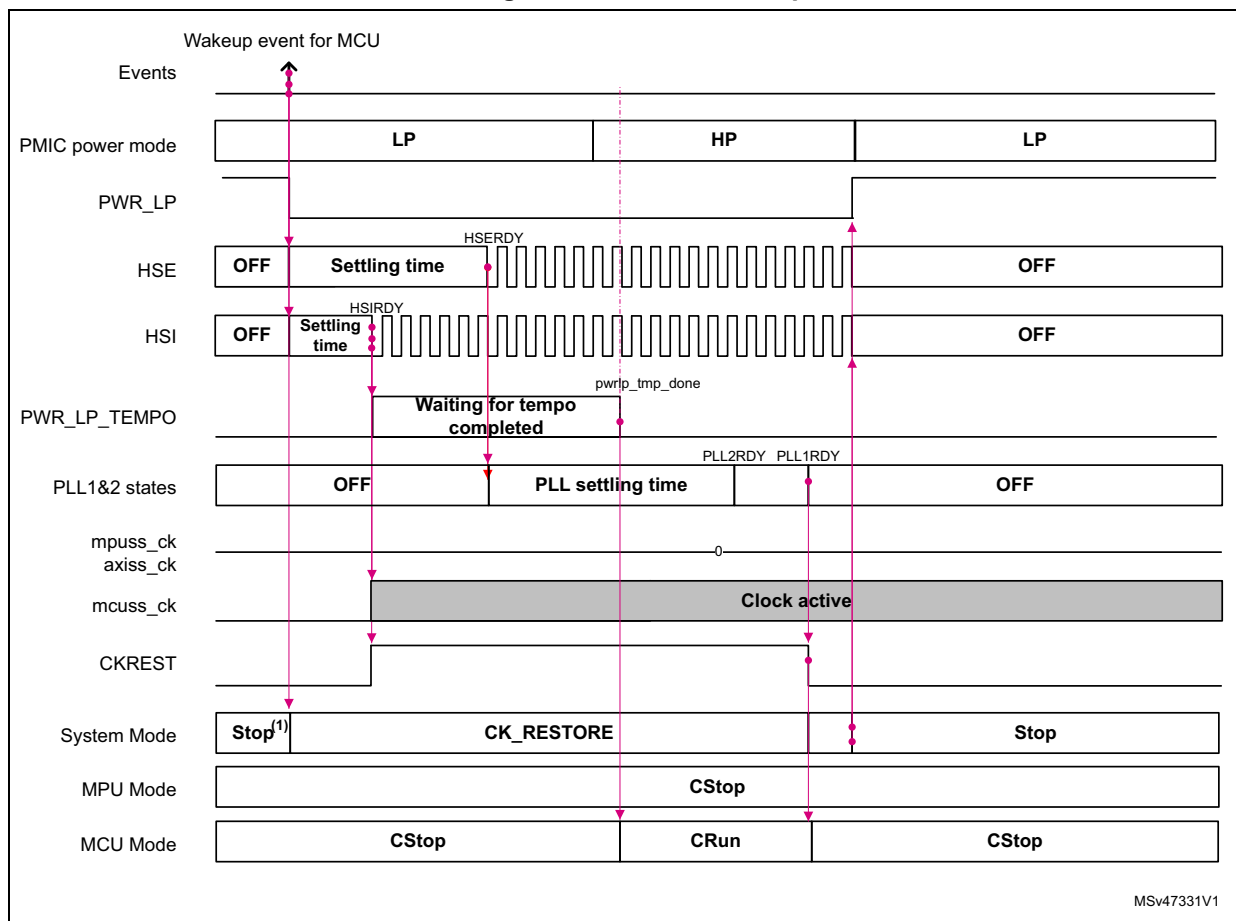 Wakeup event for MCU
Events
PMIC power mode
LP
HP
LP
PWR_LP
HSERDY
HSE
OFF
Settling time
OFF
HSIRDY
HSI
OFF
Settling
time
OFF
pwrlp_tmp_done
PWR_LP_TEMPO
Waiting for tempo
completed
PLL2RDY PLL1RDY
PLL1&2 states
OFF
PLL settling time
OFF
mpuss_ck
axiss_ck
0
mcuss_ck
Clock active
CKREST
System Mode
Stop(1)
CK_RESTORE
Stop
MPU Mode
CStop
MCU Mode
CStop
CRun
CStop
MSv47331V1